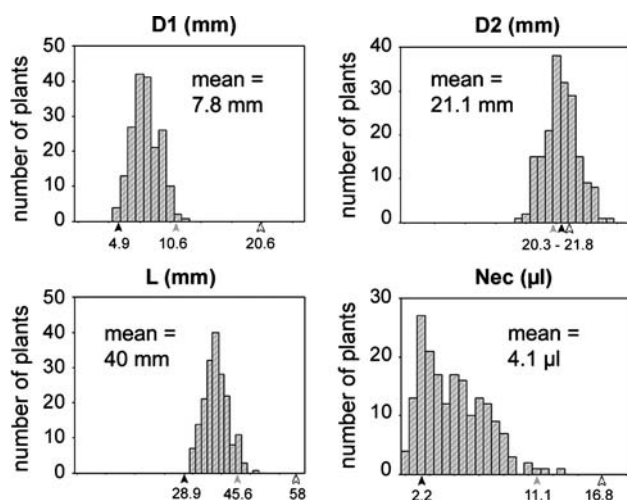 D1 (mm)
number of plants
50
40
30
20
10
0
mean =
7.8 mm
4.9 10.6 20.6
D2 (mm)
number of plants
40
30
20
10
0
mean =
21.1 mm
20.3 - 21.8
L (mm)
number of plants
50
40
30
20
10
0
mean =
40 mm
28.9 45.6 58
Nec (µl)
number of plants
30
20
10
0
mean =
4.1 µl
2.2 11.1 16.8